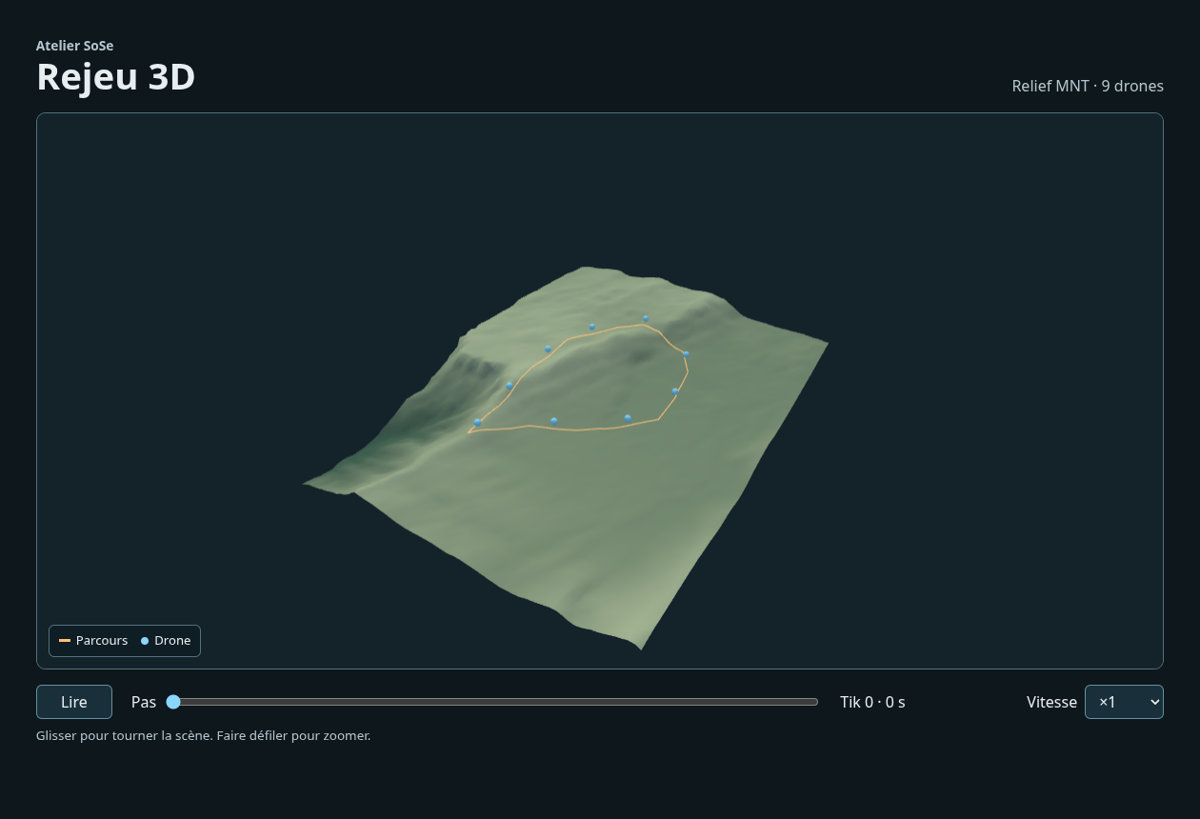 Atelier SoSe
Rejeu 3D
Relief MNT · 9 drones
Parcours
Drone
Lire
Pas
Tik 0 · 0 s
Vitesse
×1
Glisser pour tourner la scène. Faire défiler pour zoomer.